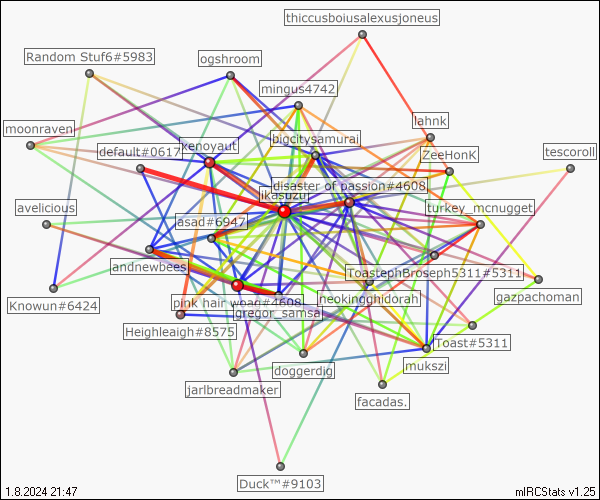 thiccusboiusalexusjoneus
Random Stuf6#5983
ogshroom
mingus4742
lahnk
moonraven
bigcitysamurai
xenoyaut
default#0617
ZeeHonK
tescoroll
disaster of passion#4608
ikasuzul
avelicious
asad#6947
turkey_mcnugget
andnewbees
ToastephBroseph5311#5311
Knowun#6424
pink hair woag#4608
neokingghidorah
gazpachoman
gregor_samsa
Heighleaigh#8575
Toast#5311
doggerdig
mukszi
jarlbreadmaker
facadas.
Duck™#9103
1.8.2024 21:47
mIRCStats v1.25